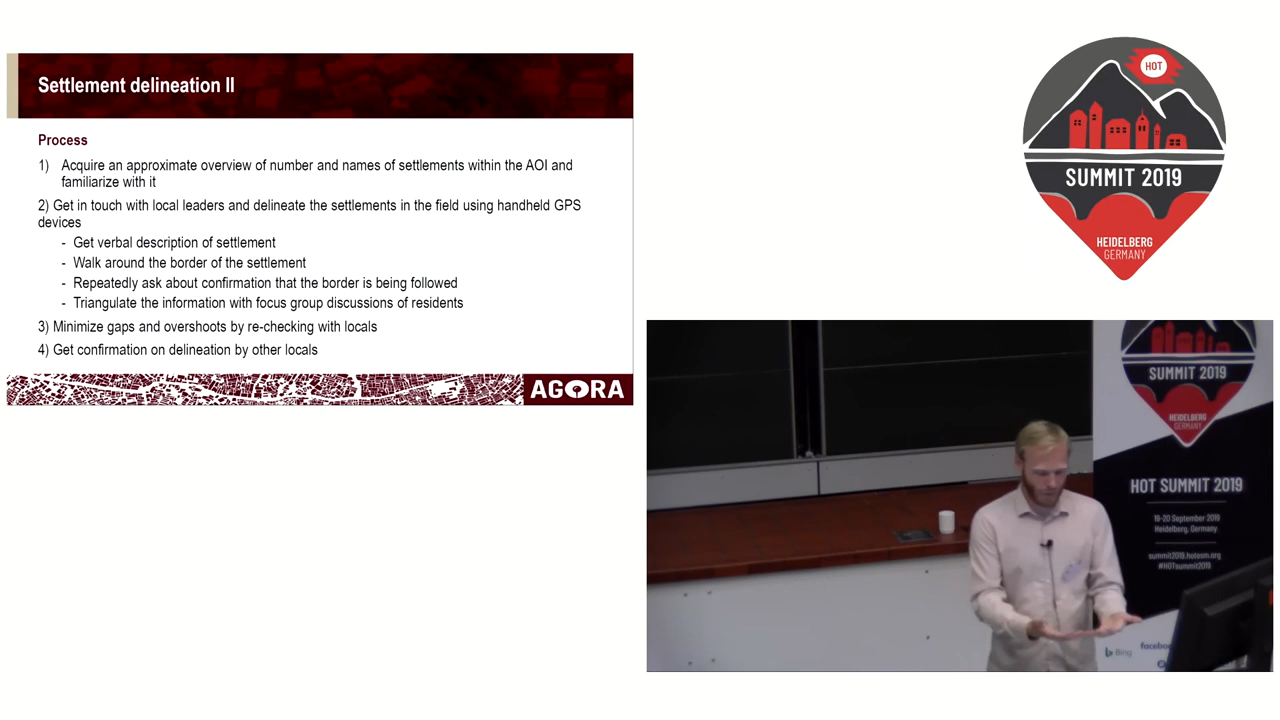 Settlement delineation II
Process
1) Acquire an approximate overview of number and names of settlements within the AOI and
familiarize with it
2) Get in touch with local leaders and delineate the settlements in the field using handheld GPS
devices
- Get verbal description of settlement
- Walk around the border of the settlement
- Repeatedly ask about confirmation that the border is being followed
- Triangulate the information with focus group discussions of residents
3) Minimize gaps and overshoots by re-checking with locals
4) Get confirmation on delineation by other locals
AGORA
HOT
SUMMIT 2019
HEIDELBERG
GERMANY
SUMMIT 2019
HEIDELBERG
GERMANY
HOT SUMMIT 2019
19-20 September 2019
Heidelberg, Germany
summit2019.hotosm.org
#HOTsummit2019
Bing
facebo